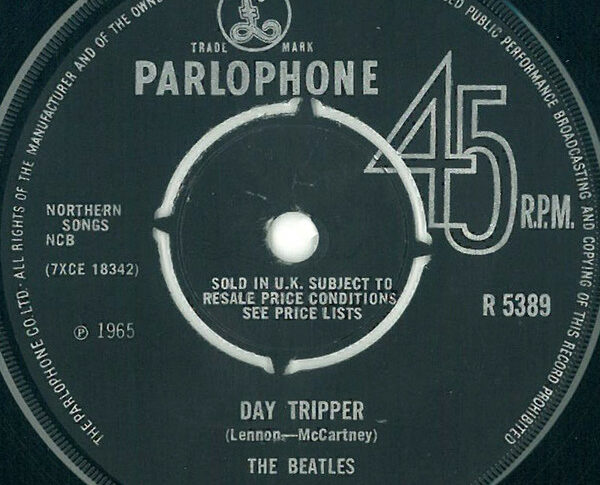 TRADE MARK
PARLOPHONE
45
R.P.M.
NORTHERN
SONGS
NCB
(7XCE 18342)
℗ 1965
SOLD IN U.K. SUBJECT TO
RESALE PRICE CONDITIONS
SEE PRICE LISTS
R 5389
DAY TRIPPER
(Lennon—McCartney)
THE BEATLES
THE PARLOPHONE CO. LTD. ALL RIGHTS OF THE MANUFACTURER AND OF THE
PUBLIC PERFORMANCE BROADCASTING AND COPYING OF THIS RECORD PROHIBITED